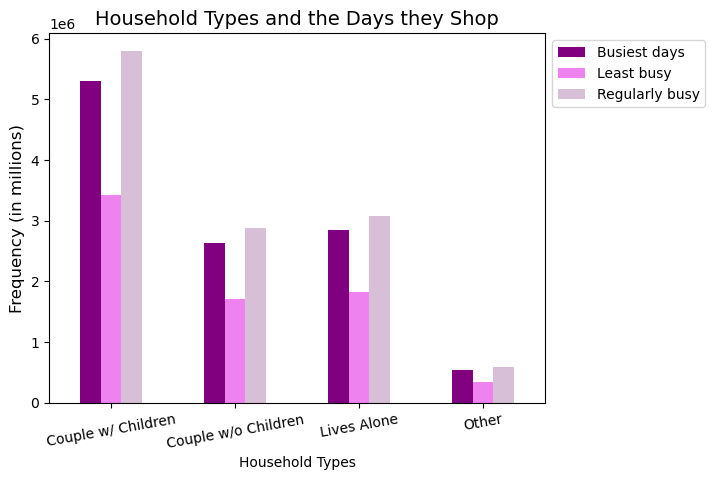 Household Types and the Days they Shop
1e6
6
5
4
3
2
1
0
Frequency (in millions)
Couple w/ Children
Couple w/o Children
Lives Alone
Other
Household Types
Busiest days
Least busy
Regularly busy